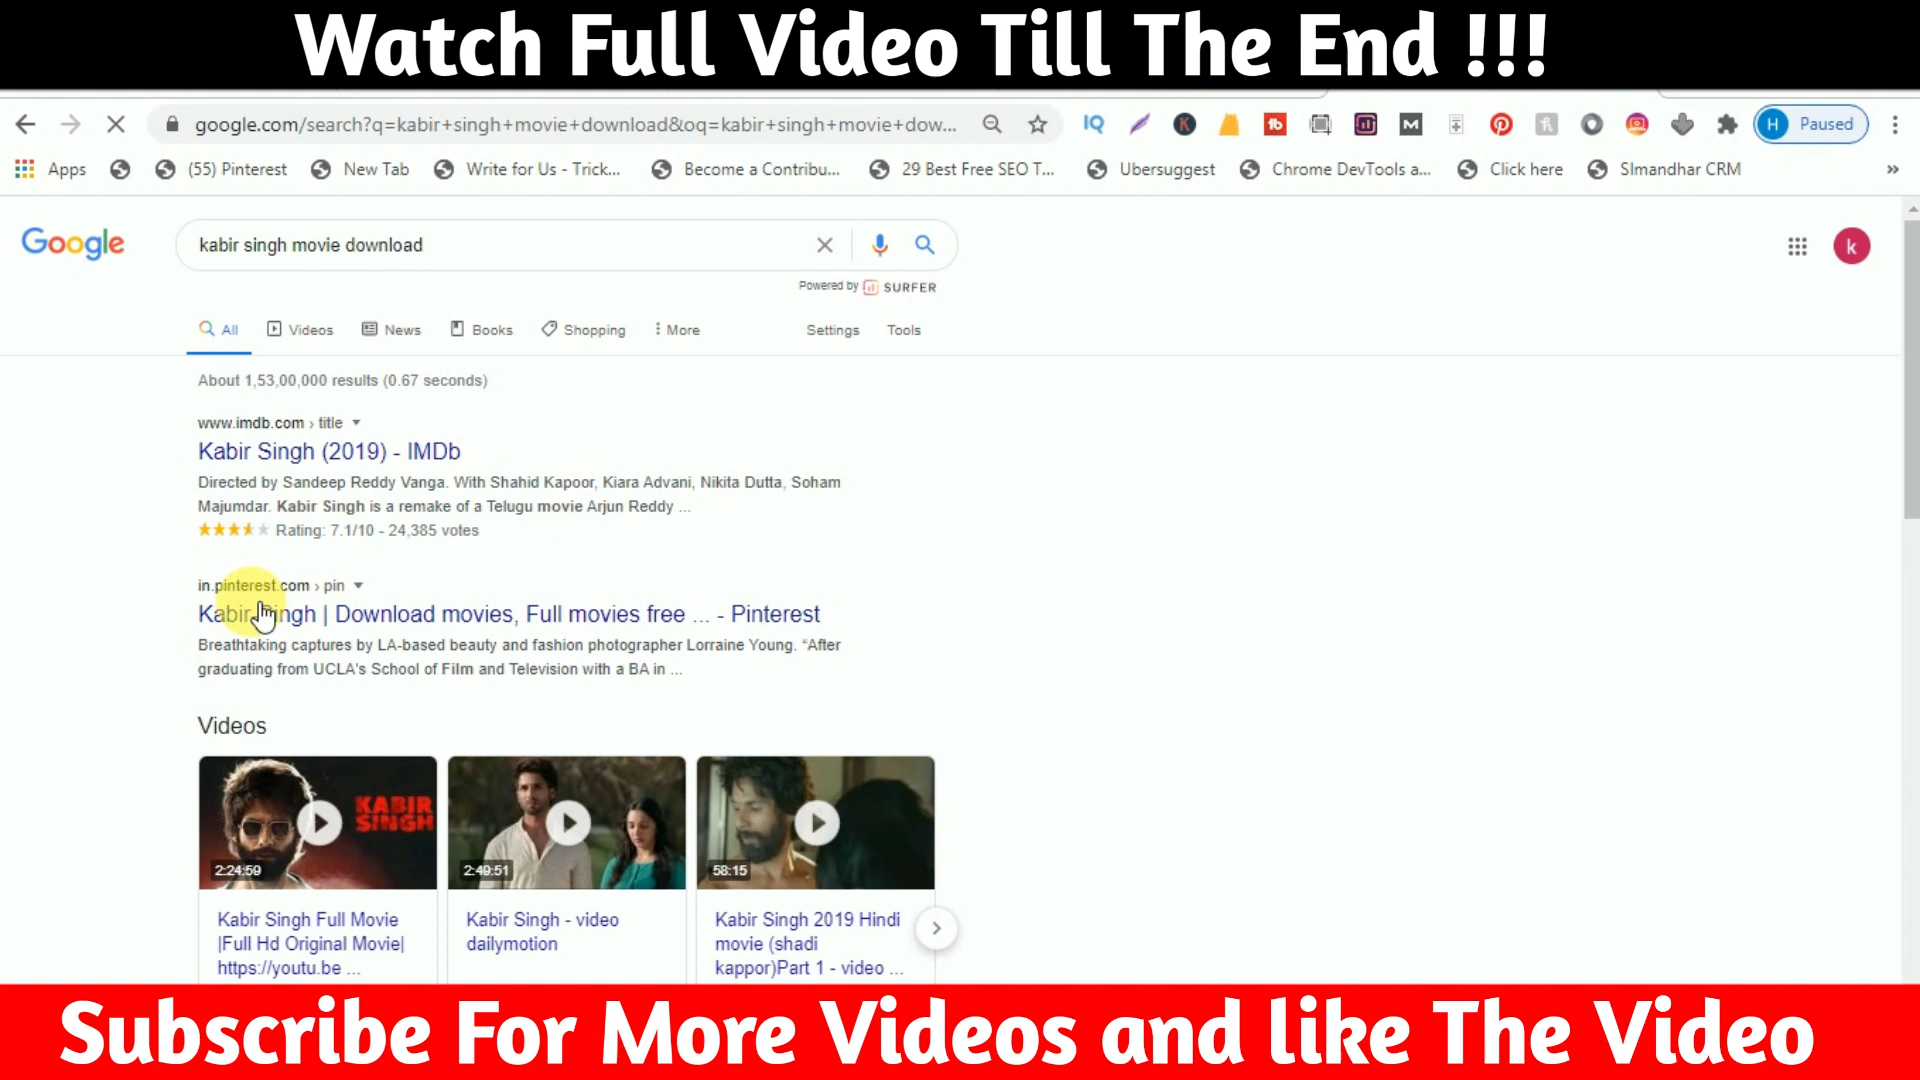 Watch Full Video Till The End !!!
google.com/search?q=kabir+singh+movie+download&oq=kabir+singh+movie+dow...
IQ
K
M
H Paused
Apps (55) Pinterest New Tab Write for Us - Trick... Become a Contribu... 29 Best Free SEO T... Ubersuggest Chrome DevTools a... Click here SImandhar CRM »
Google
kabir singh movie download
k
Powered by SURFER
All Videos News Books Shopping More Settings Tools
About 1,53,00,000 results (0.67 seconds)
www.imdb.com › title
Kabir Singh (2019) - IMDb
Directed by Sandeep Reddy Vanga. With Shahid Kapoor, Kiara Advani, Nikita Dutta, Soham
Majumdar. Kabir Singh is a remake of a Telugu movie Arjun Reddy ...
Rating: 7.1/10 - 24,385 votes
in.pinterest.com › pin
Kabir Singh | Download movies, Full movies free ... - Pinterest
Breathtaking captures by LA-based beauty and fashion photographer Lorraine Young. “After
graduating from UCLA's School of Film and Television with a BA in ...
Videos
KABIR
SINGH
2:24:59
2:49:51
58:15
Kabir Singh Full Movie
|Full Hd Original Movie|
https://youtu.be ...
Kabir Singh - video
dailymotion
Kabir Singh 2019 Hindi
movie (shadi
kappor)Part 1 - video ...
Subscribe For More Videos and like The Video